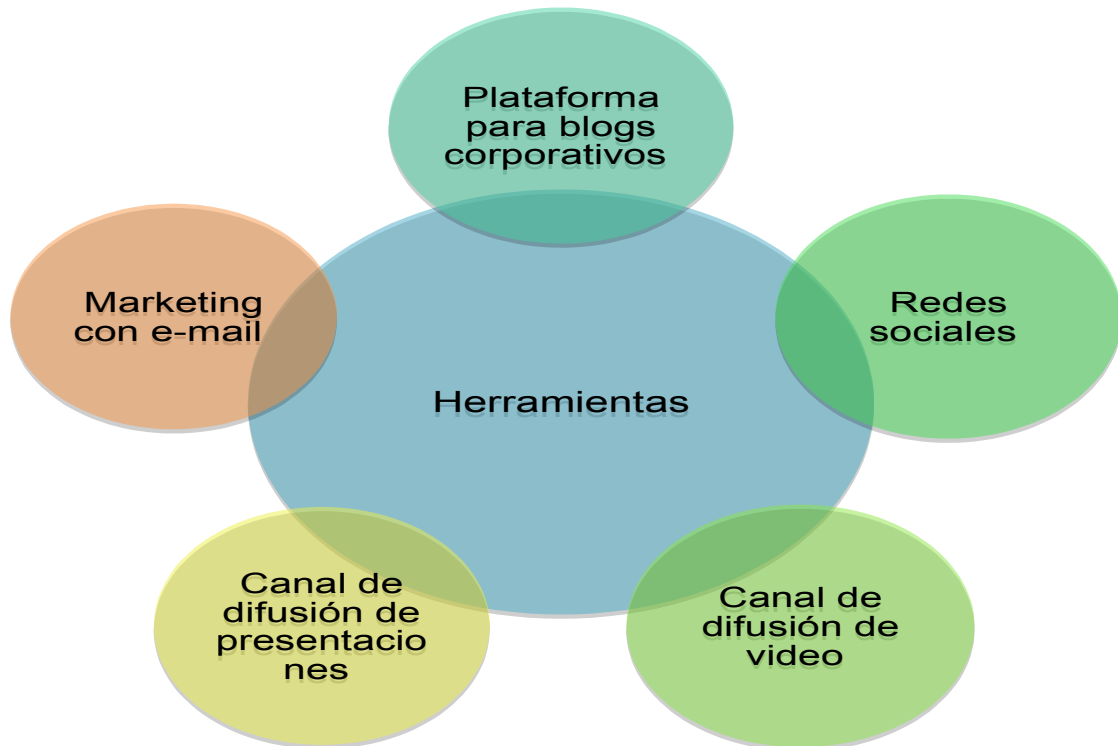 Plataforma
para blogs
corporativos
Marketing
con e-mail
Redes
sociales
Herramientas
Canal de
difusión de
presentacio
nes
Canal de
difusión de
video